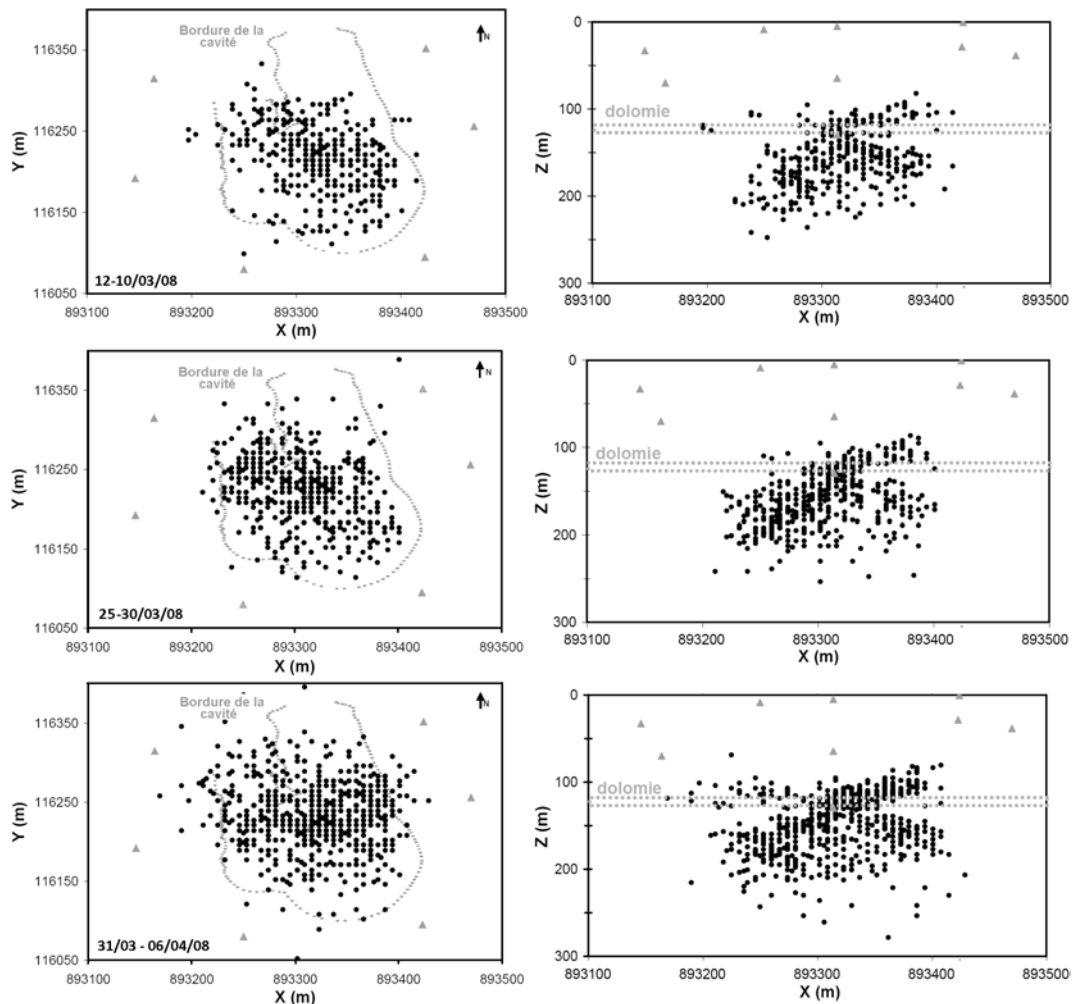 Bordure de la
cavité
N
116350
116250
116150
116050
Y (m)
12-10/03/08
893100
893200
893300
893400
893500
X (m)
0
100
200
300
Z (m)
dolomie
893100
893200
893300
893400
893500
X (m)
Bordure de la
cavité
N
116350
116250
116150
116050
Y (m)
25-30/03/08
893100
893200
893300
893400
893500
X (m)
0
100
200
300
Z (m)
dolomie
893100
893200
893300
893400
893500
X (m)
Bordure de la
cavité
N
116350
116250
116150
116050
Y (m)
31/03 - 06/04/08
893100
893200
893300
893400
893500
X (m)
0
100
200
300
Z (m)
dolomie
893100
893200
893300
893400
893500
X (m)